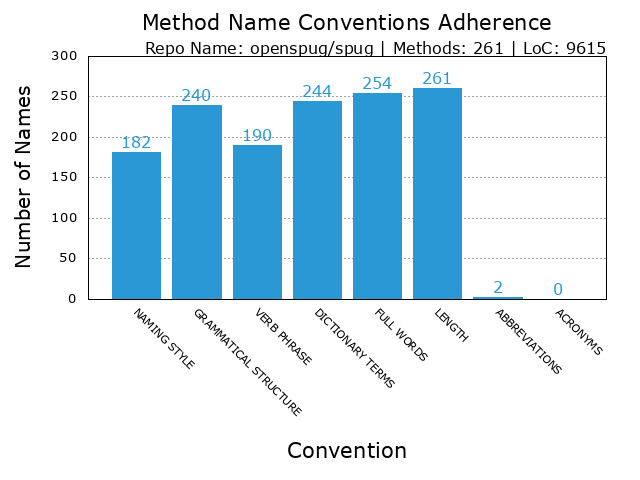 Method Name Conventions Adherence
Repo Name: openspug/spug | Methods: 261 | LoC: 9615
Number of Names
300
250
200
150
100
50
0
182
240
190
244
254
261
2
0
NAMING STYLE
GRAMMATICAL STRUCTURE
VERB PHRASE
DICTIONARY TERMS
FULL WORDS
LENGTH
ABBREVIATIONS
ACRONYMS
Convention